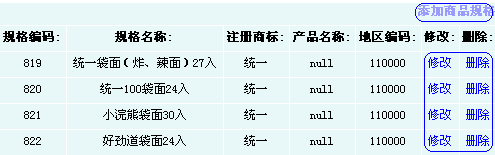 添加商品规格
规格编码: 规格名称: 注册商标: 产品名称: 地区编码: 修改: 删除:
819 统一袋面(炸、辣面)27入 统一 null 110000 修改 删除
820 统一100袋面24入 统一 null 110000 修改 删除
821 小浣熊袋面30入 统一 null 110000 修改 删除
822 好劲道袋面24入 统一 null 110000 修改 删除